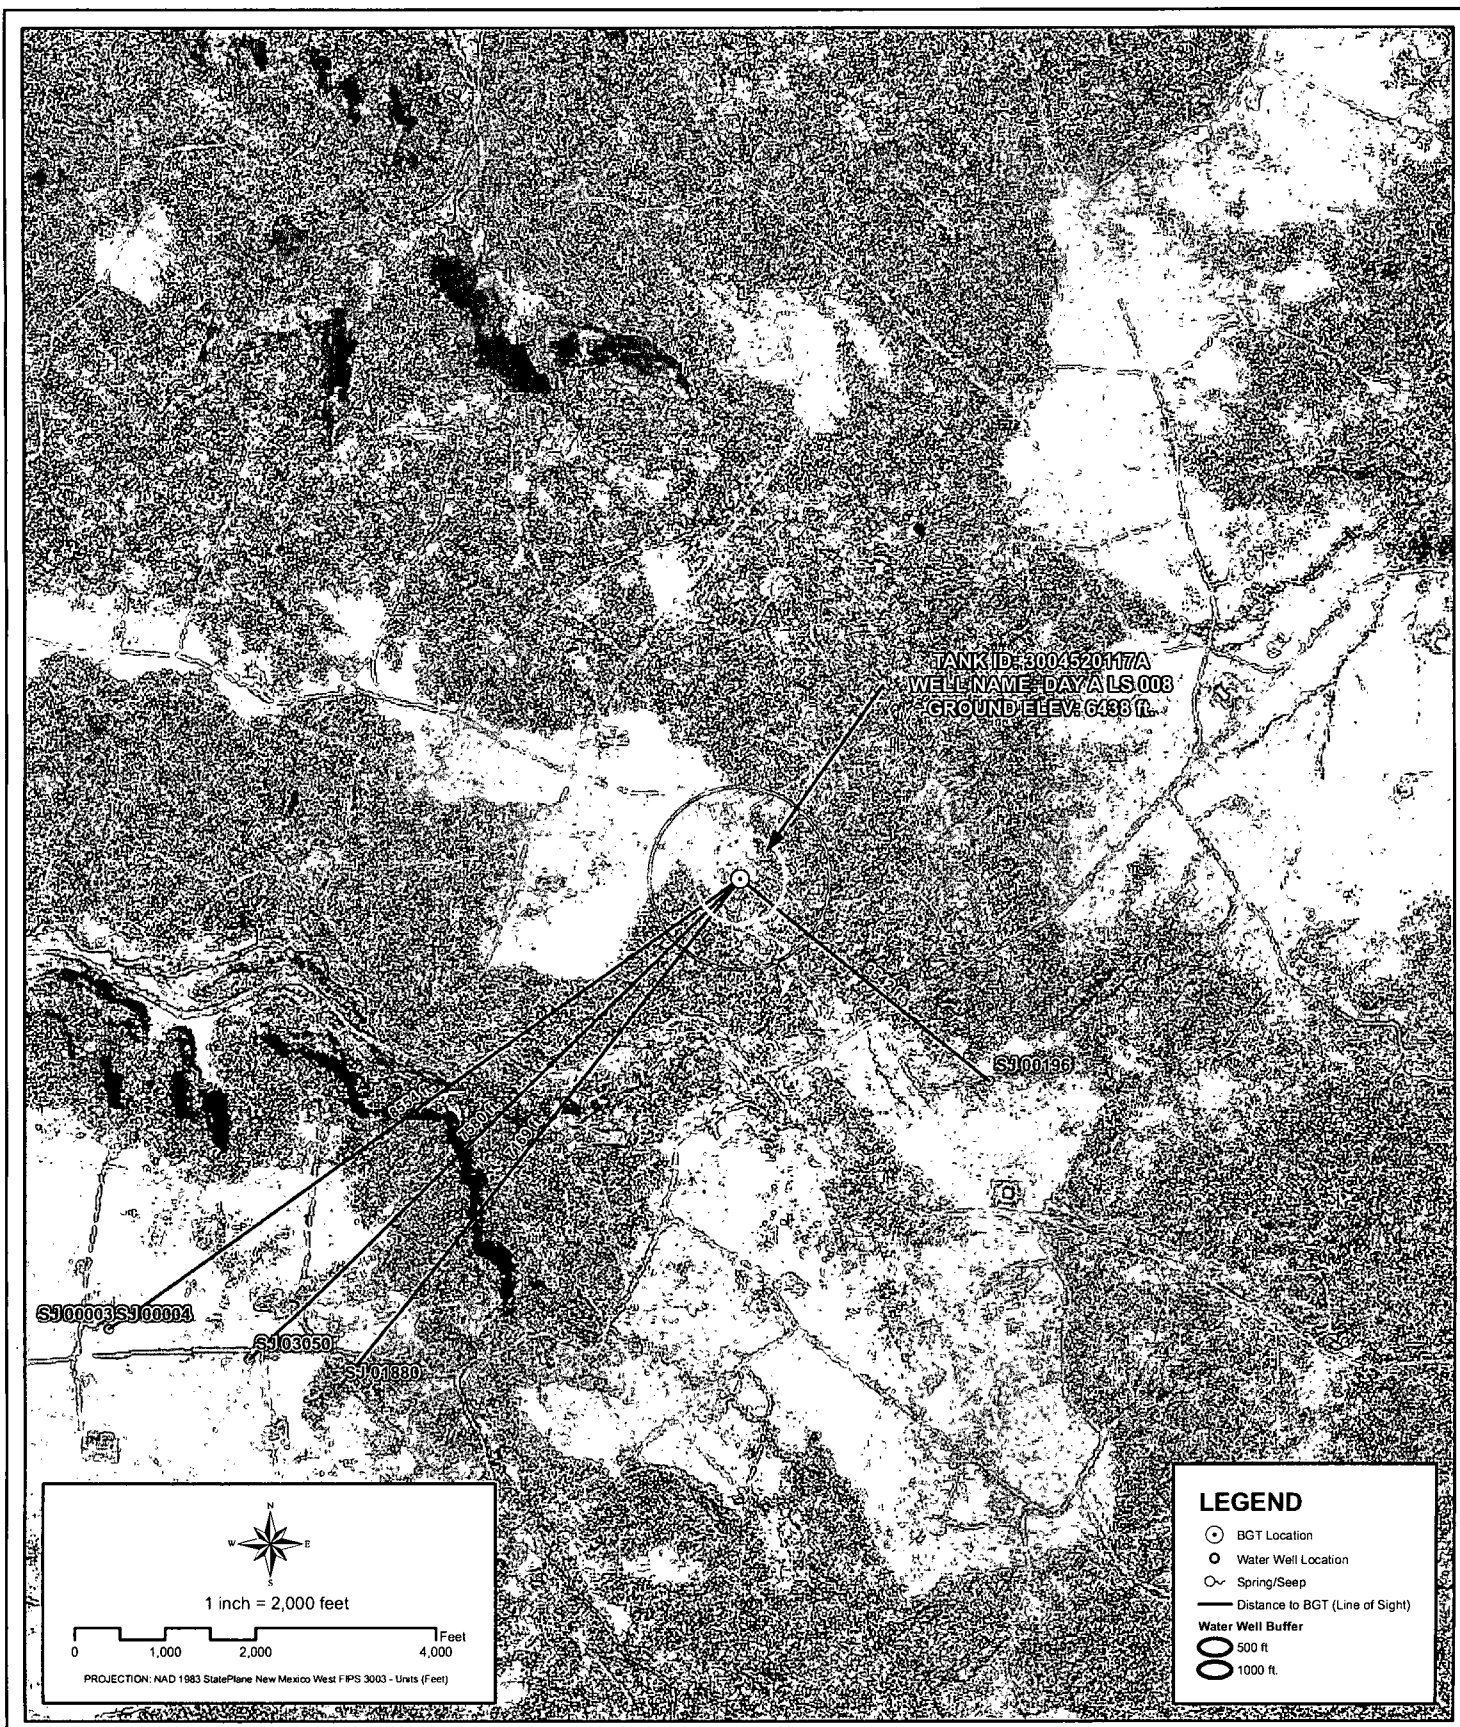 TANK ID: 3004520117A
WELL NAME: DAY A LS 008
GROUND ELEV: 6438 ft.
SJ 00196
SJ 00003 SJ 00004
SJ 03050
SJ 01880
N
W E
S
1 inch = 2,000 feet
Feet
0 1,000 2,000 4,000
PROJECTION: NAD 1983 StatePlane New Mexico West FIPS 3003 - Units (Feet)
LEGEND
BGT Location
Water Well Location
Spring/Seep
Distance to BGT (Line of Sight)
Water Well Buffer
500 ft
1000 ft.